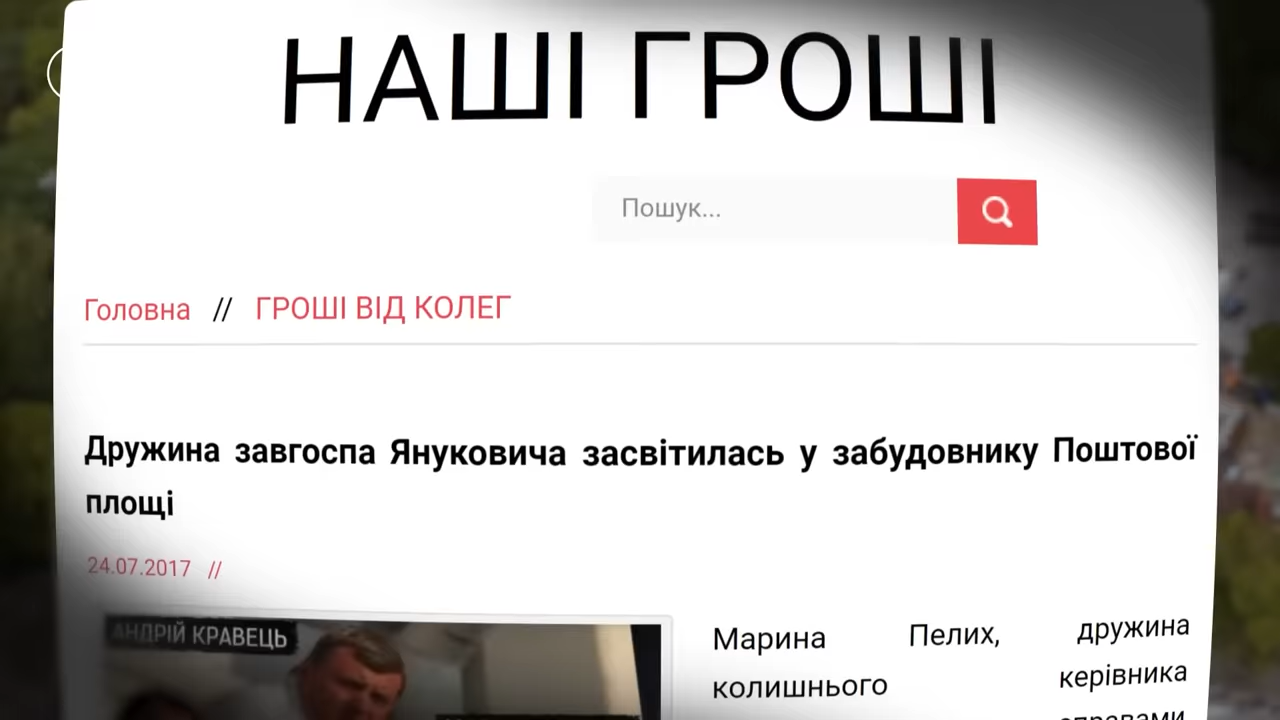 НАШІ ГРОШІ
Пошук...
Головна // ГРОШІ ВІД КОЛЕГ
Дружина завгоспа Януковича засвітилась у забудовнику Поштової
площі
24.07.2017 //
АНДРІЙ КРАВЕЦЬ
Марина Пелих, дружина
колишнього керівника
справами